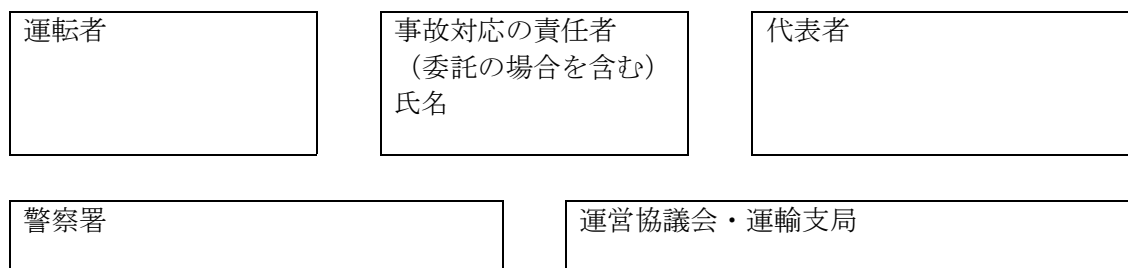 運転者
事故対応の責任者
（委託の場合を含む）
氏名
代表者
警察署
運営協議会・運輸支局